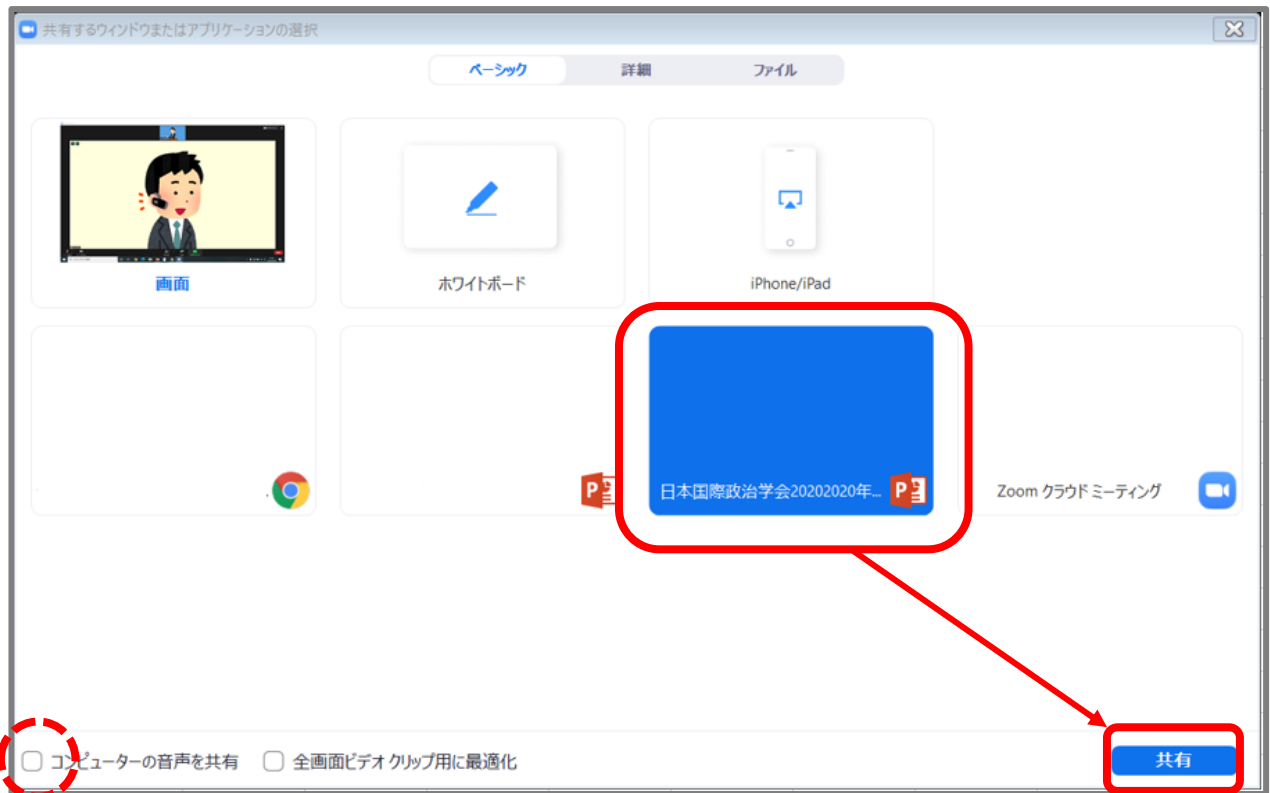 共有するウィンドウまたはアプリケーションの選択
ベーシック 詳細 ファイル
画面 ホワイトボード iPhone/iPad
日本国際政治学会20202020年... Zoom クラウド ミーティング
コンピューターの音声を共有 全画面ビデオ クリップ用に最適化 共有